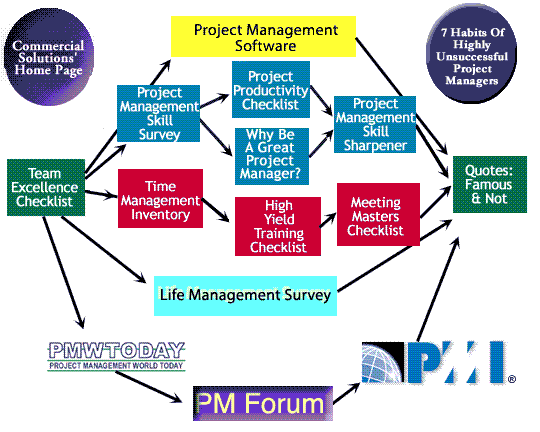 Commercial
Solutions'
Home Page
Project Management
Software
7 Habits Of
Highly
Unsuccessful
Project
Managers
Project
Management
Skill
Survey
Project
Productivity
Checklist
Why Be
A Great
Project
Manager?
Project
Management
Skill
Sharpener
Team
Excellence
Checklist
Time
Management
Inventory
High
Yield
Training
Checklist
Meeting
Masters
Checklist
Quotes:
Famous
& Not
Life Management Survey
PMWTODAY
PROJECT MANAGEMENT WORLD TODAY
PM Forum
PMI®